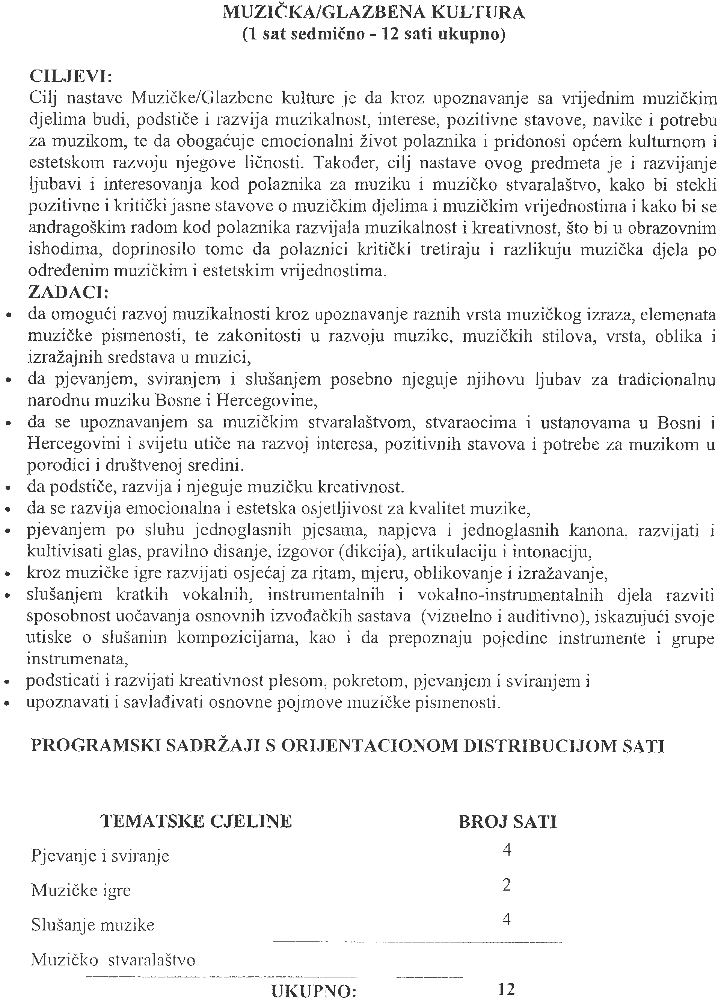 MUZIČKA/GLAZBENA KULTURA
(1 sat sedmično - 12 sati ukupno)
CILJEVI:
Cilj nastave Muzičke/Glazbene kulture je da kroz upoznavanje sa vrijednim muzičkim
djelima budi, podstiče i razvija muzikalnost, interese, pozitivne stavove, navike i potrebu
za muzikom, te da obogaćuje emocionalni život polaznika i pridonosi općem kulturnom i
estetskom razvoju njegove ličnosti. Također, cilj nastave ovog predmeta je i razvijanje
ljubavi i interesovanja kod polaznika za muziku i muzičko stvaralaštvo, kako bi stekli
pozitivne i kritički jasne stavove o muzičkim djelima i muzičkim vrijednostima i kako bi se
andragoškim radom kod polaznika razvijala muzikalnost i kreativnost, što bi u obrazovnim
ishodima, doprinosilo tome da polaznici kritički tretiraju i razlikuju muzička djela po
određenim muzičkim i estetskim vrijednostima.
ZADACI:
• da omogući razvoj muzikalnosti kroz upoznavanje raznih vrsta muzičkog izraza, elemenata
muzičke pismenosti, te zakonitosti u razvoju muzike, muzičkih stilova, vrsta, oblika i
izražajnih sredstava u muzici,
• da pjevanjem, sviranjem i slušanjem posebno njeguje njihovu ljubav za tradicionalnu
narodnu muziku Bosne i Hercegovine,
• da se upoznavanjem sa muzičkim stvaralaštvom, stvaraocima i ustanovama u Bosni i
Hercegovini i svijetu utiče na razvoj interesa, pozitivnih stavova i potrebe za muzikom u
porodici i društvenoj sredini.
• da podstiče, razvija i njeguje muzičku kreativnost.
• da se razvija emocionalna i estetska osjetljivost za kvalitet muzike,
• pjevanjem po sluhu jednoglasnih pjesama, napjeva i jednoglasnih kanona, razvijati i
kultivisati glas, pravilno disanje, izgovor (dikcija), artikulaciju i intonaciju,
• kroz muzičke igre razvijati osjećaj za ritam, mjeru, oblikovanje i izražavanje,
• slušanjem kratkih vokalnih, instrumentalnih i vokalno-instrumentalnih djela razviti
sposobnost uočavanja osnovnih izvođačkih sastava (vizuelno i auditivno), iskazujući svoje
utiske o slušanim kompozicijama, kao i da prepoznaju pojedine instrumente i grupe
instrumenata,
• podsticati i razvijati kreativnost plesom, pokretom, pjevanjem i sviranjem i
• upoznavati i savlađivati osnovne pojmove muzičke pismenosti.
PROGRAMSKI SADRŽAJI S ORIJENTACIONOM DISTRIBUCIJOM SATI
TEMATSKE CJELINE BROJ SATI
Pjevanje i sviranje 4
Muzičke igre 2
Slušanje muzike 4
Muzičko stvaralaštvo
UKUPNO: 12